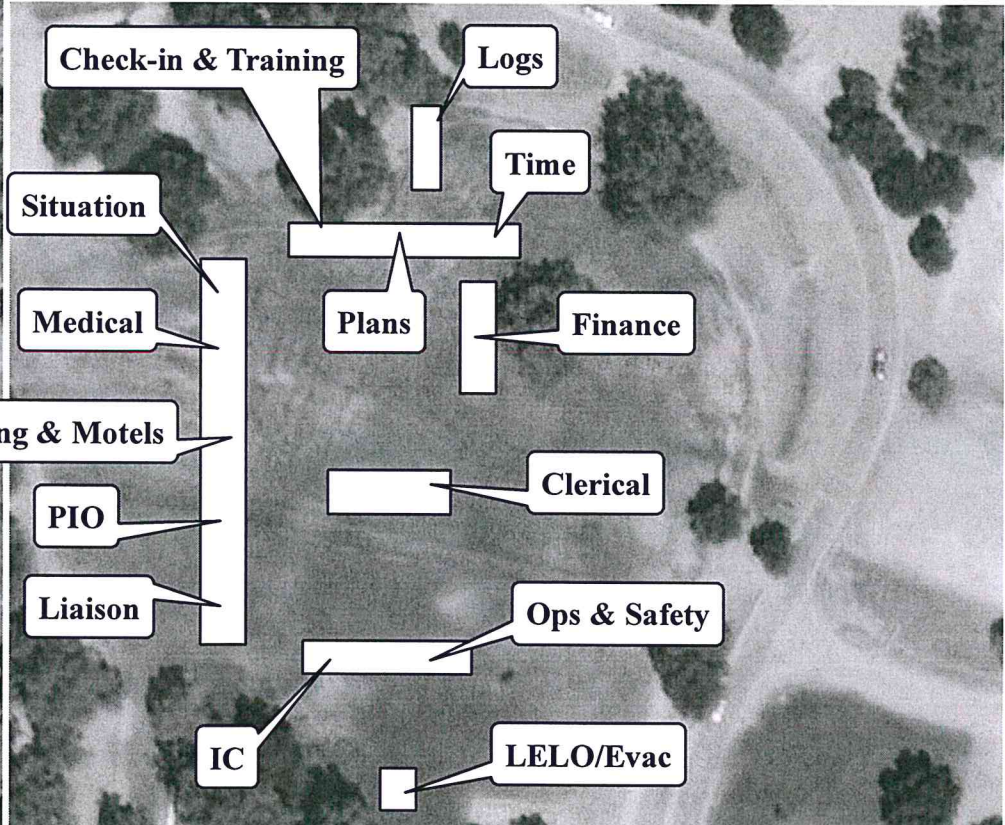 Check-in & Training
Logs
Time
Situation
Medical
Plans
Finance
ng & Motels
Clerical
PIO
Liaison
Ops & Safety
IC
LELO/Evac